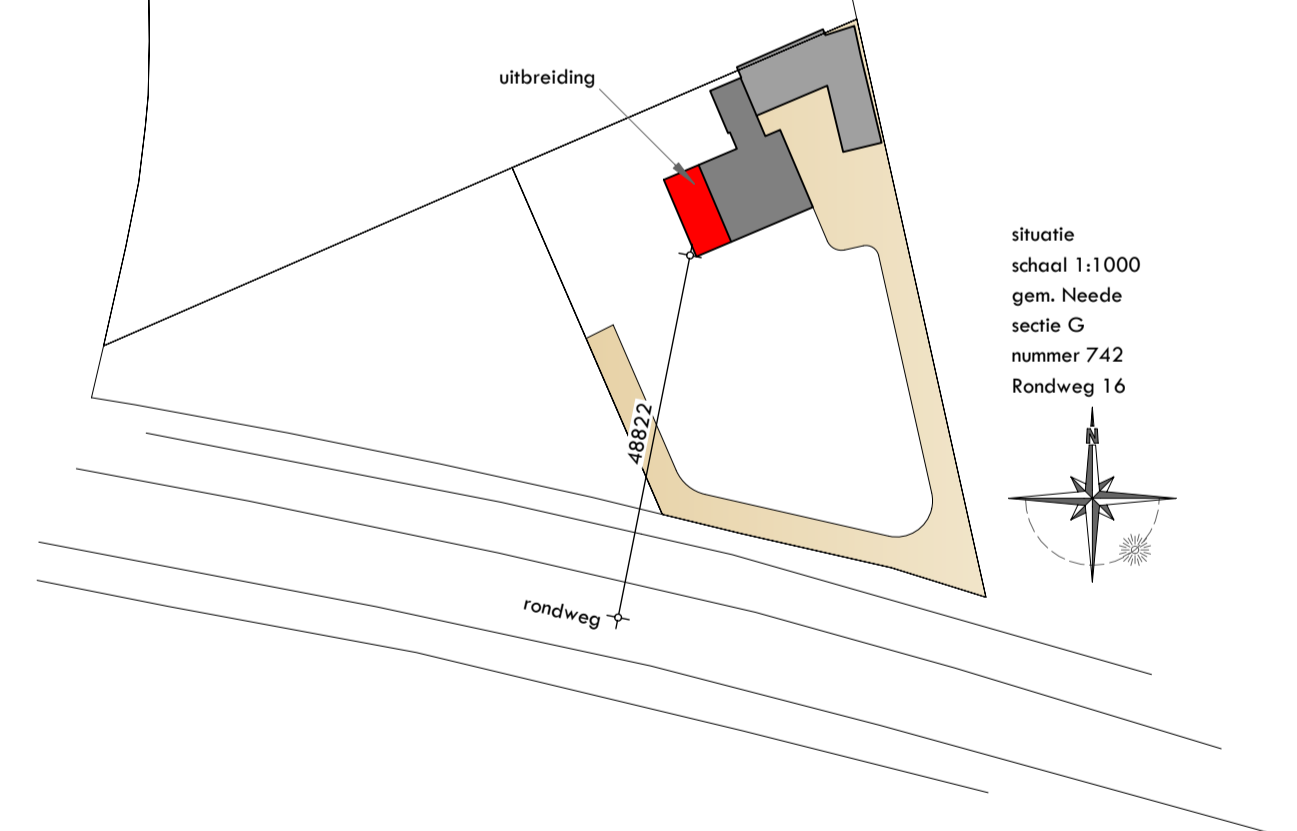 uitbreiding
situatie
schaal 1:1000
gem. Neede
sectie G
nummer 742
Rondweg 16
N
48822
rondweg